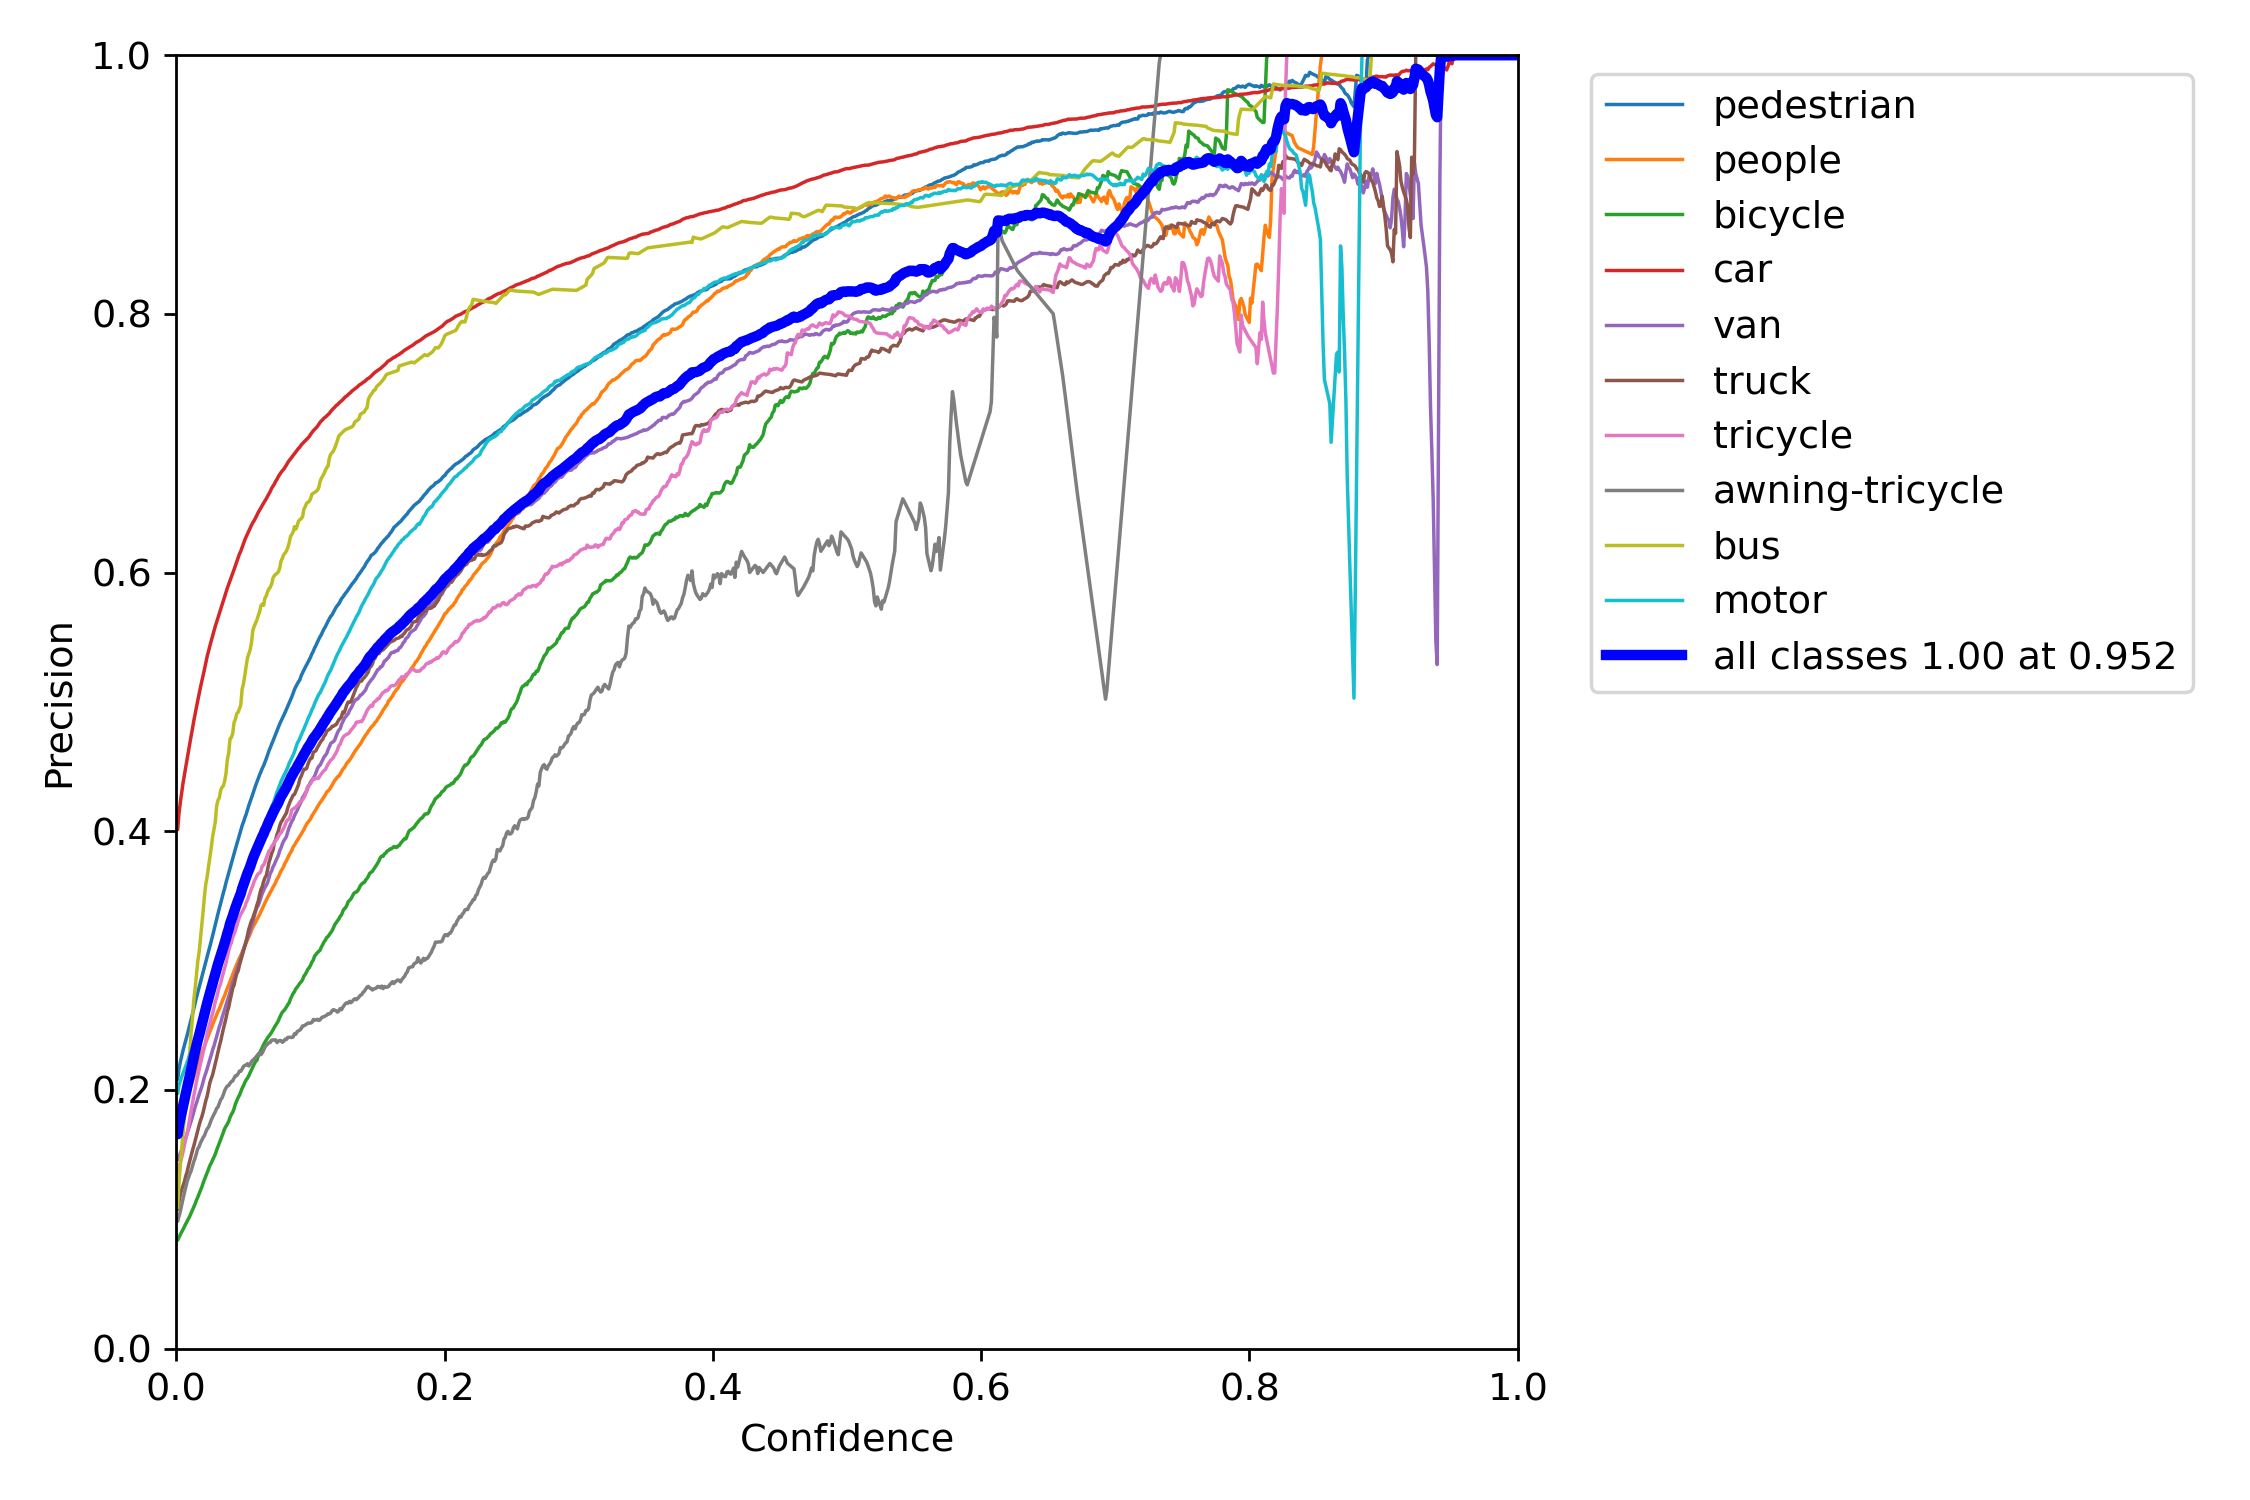 1.0
0.8
0.6
0.4
0.2
0.0
Precision
0.0 0.2 0.4 0.6 0.8 1.0
Confidence
pedestrian
people
bicycle
car
van
truck
tricycle
awning-tricycle
bus
motor
all classes 1.00 at 0.952